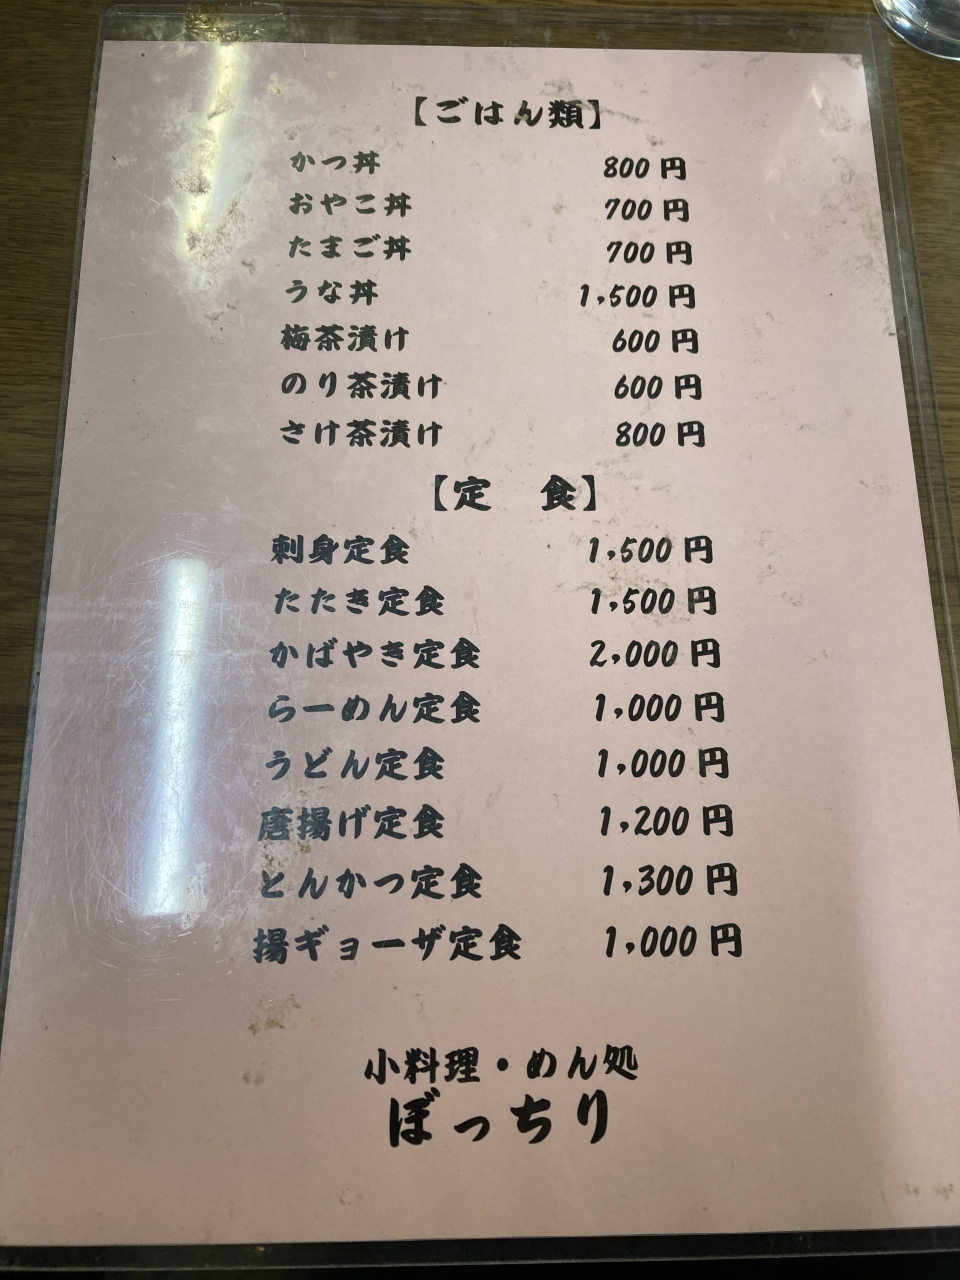 【ごはん類】
かつ丼 800円
おやこ丼 700円
たまご丼 700円
うな丼 1,500円
梅茶漬け 600円
のり茶漬け 600円
さけ茶漬け 800円
【定 食】
刺身定食 1,500円
たたき定食 1,500円
かばやき定食 2,000円
らーめん定食 1,000円
うどん定食 1,000円
唐揚げ定食 1,200円
とんかつ定食 1,300円
揚ギョーザ定食 1,000円
小料理・めん処
ぼっちり